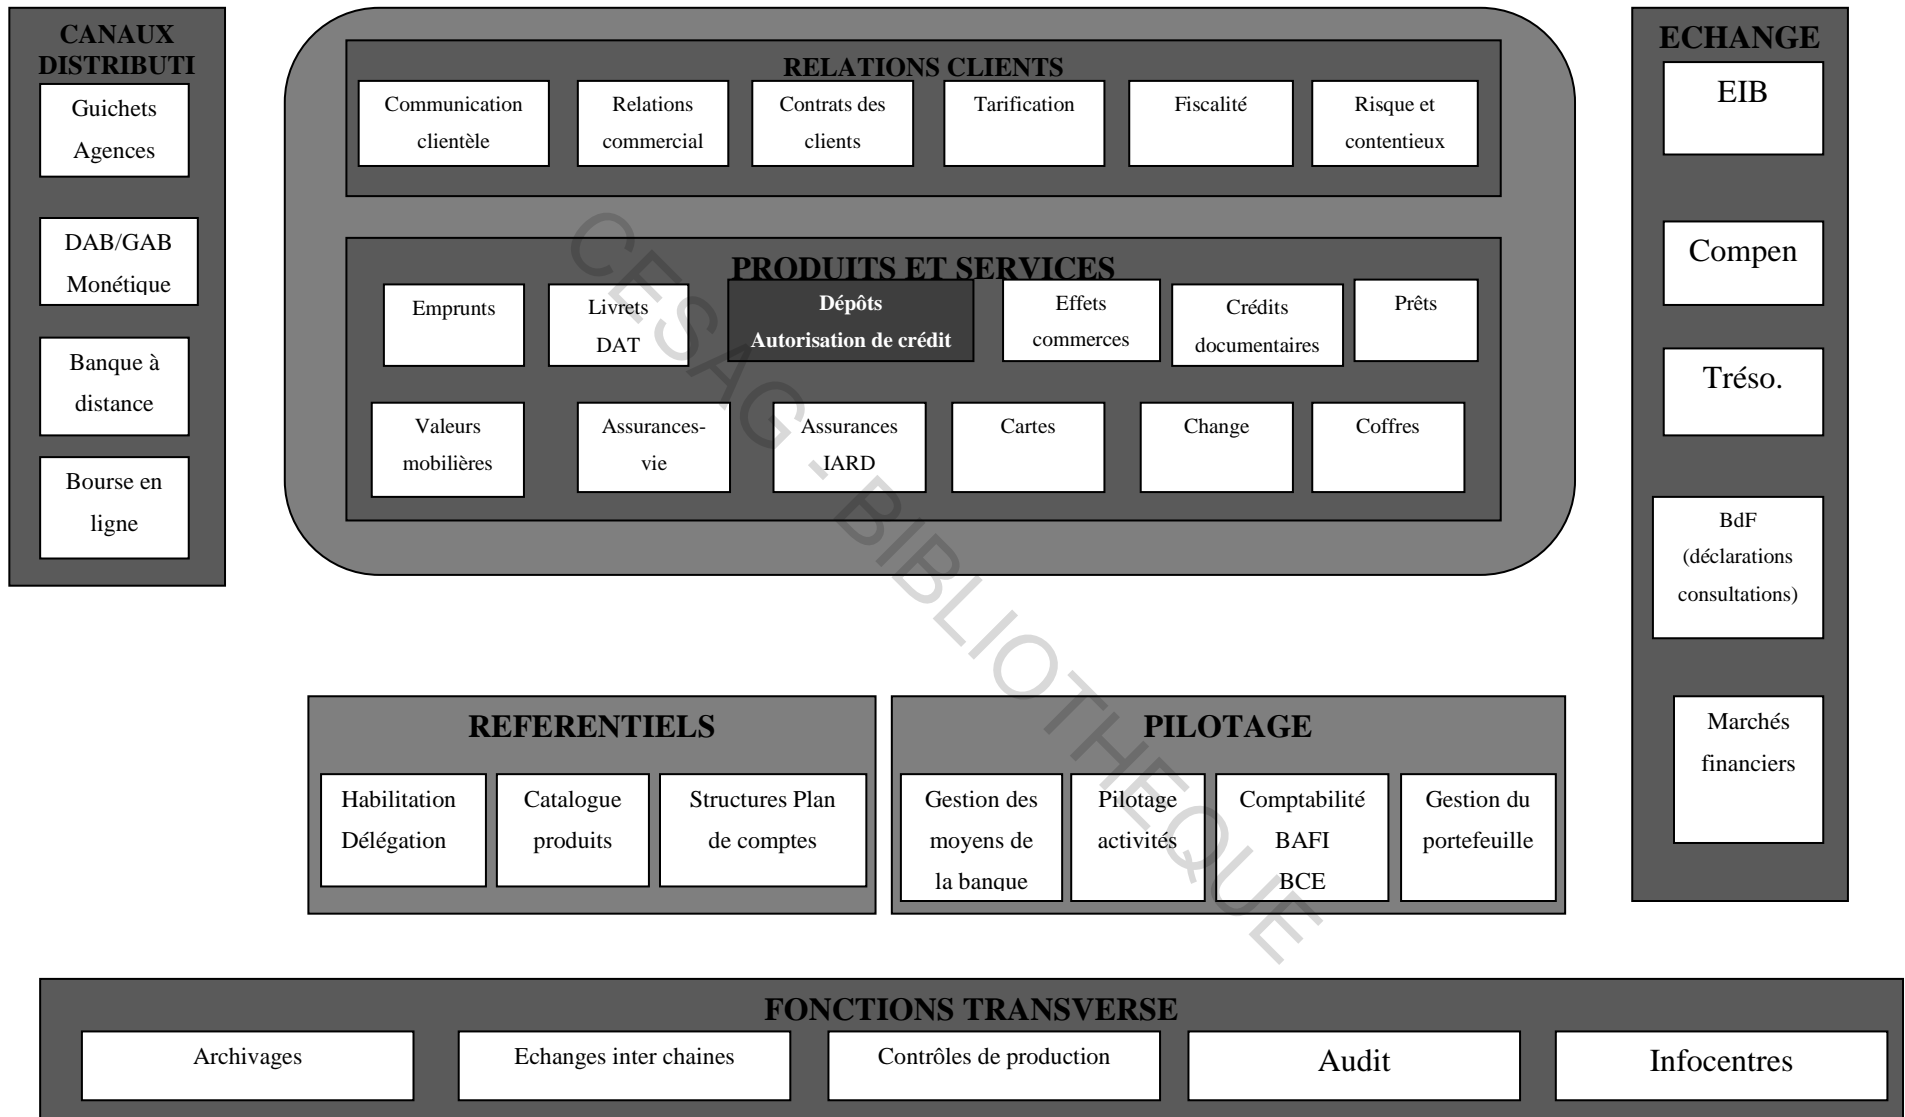 CANAUX
DISTRIBUTI
Guichets
Agences
DAB/GAB
Monétique
Banque à
distance
Bourse en
ligne
RELATIONS CLIENTS
Communication
clientèle
Relations
commercial
Contrats des
clients
Tarification
Fiscalité
Risque et
contentieux
PRODUITS ET SERVICES
Emprunts
Livrets
DAT
Dépôts
Autorisation de crédit
Effets
commerces
Crédits
documentaires
Prêts
Valeurs
mobilières
Assurances-
vie
Assurances
IARD
Cartes
Change
Coffres
ECHANGE
EIB
Compen
Tréso.
BdF
(déclarations
consultations)
Marchés
financiers
REFERENTIELS
Habilitation
Délégation
Catalogue
produits
Structures Plan
de comptes
PILOTAGE
Gestion des
moyens de
la banque
Pilotage
activités
Comptabilité
BAFI
BCE
Gestion du
portefeuille
FONCTIONS TRANSVERSE
Archivages
Echanges inter chaines
Contrôles de production
Audit
Infocentres
CESAG - BIBLIOTHEQUE